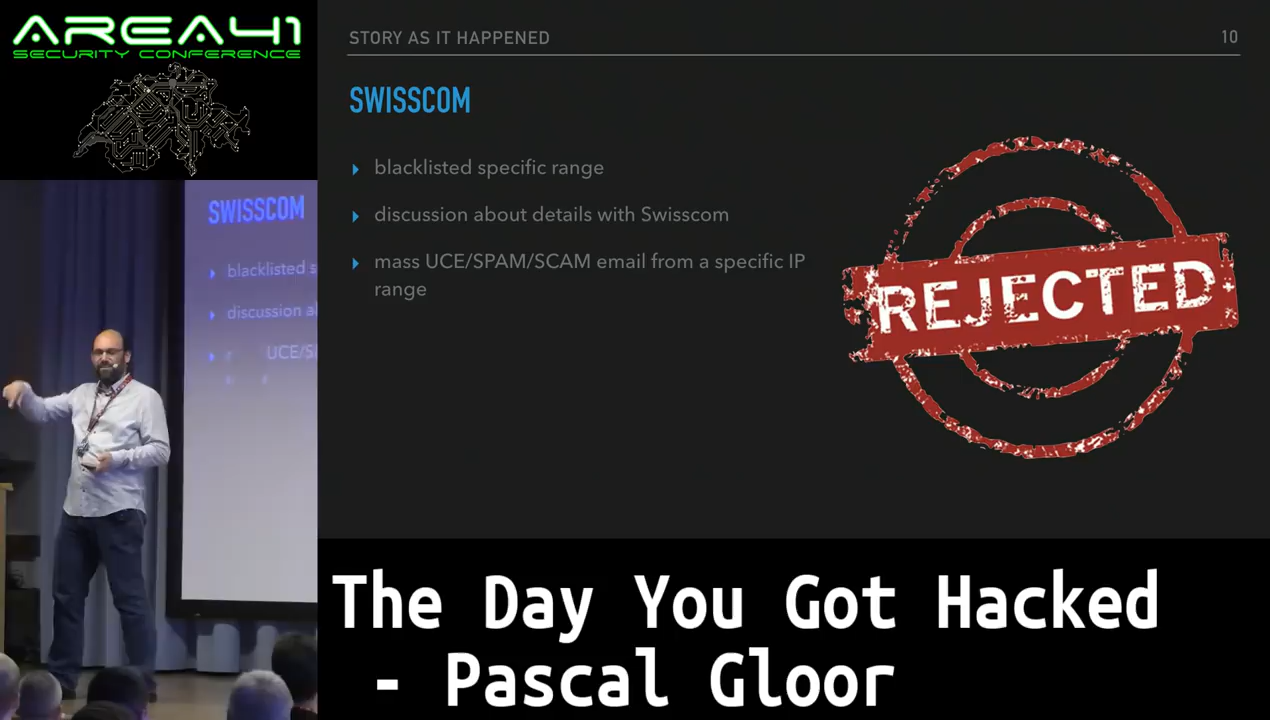 AREA41
SECURITY CONFERENCE
STORY AS IT HAPPENED
10
SWISSCOM
blacklisted specific range
discussion about details with Swisscom
mass UCE/SPAM/SCAM email from a specific IP
range
REJECTED
SWISSCOM
blacklisted s
discussion a
UCE/S
The Day You Got Hacked
- Pascal Gloor